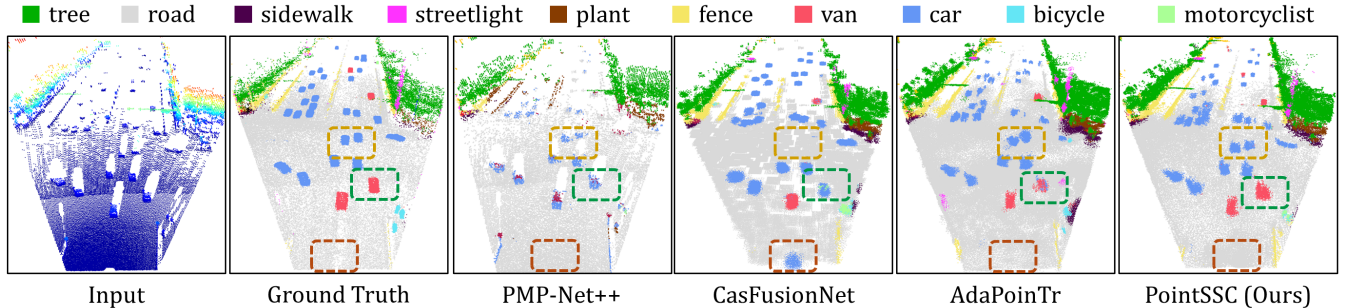 tree road sidewalk streetlight plant fence van car bicycle motorcyclist
Input Ground Truth PMP-Net++ CasFusionNet AdaPoinTr PointSSC (Ours)